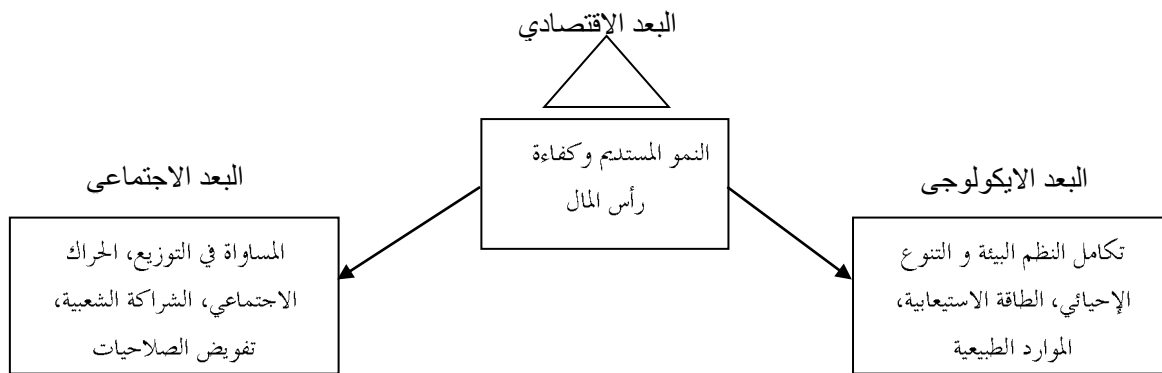 البعد الاقتصادي
النمو المستديم وكفاءة
رأس المال
البعد الايكولوجى
تكامل النظم البيئة و التنوع
الإحيائي، الطاقة الاستيعابية،
الموارد الطبيعية
البعد الاجتماعى
المساواة في التوزيع، الحراك
الاجتماعي، الشراكة الشعبية،
تفويض الصلاحيات